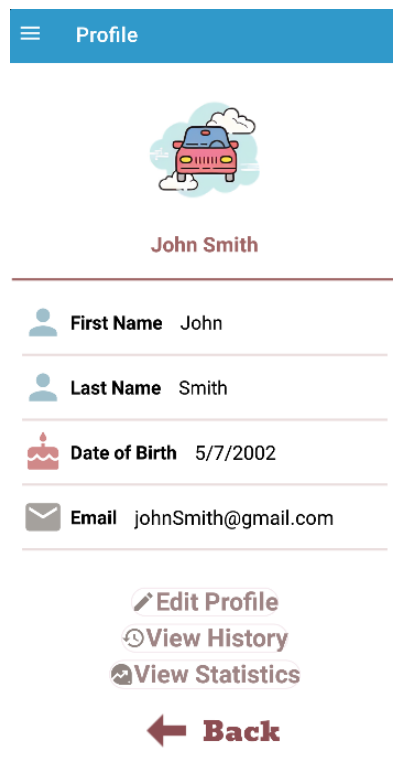 Profile
John Smith
First Name John
Last Name Smith
Date of Birth 5/7/2002
Email johnSmith@gmail.com
Edit Profile
View History
View Statistics
Back